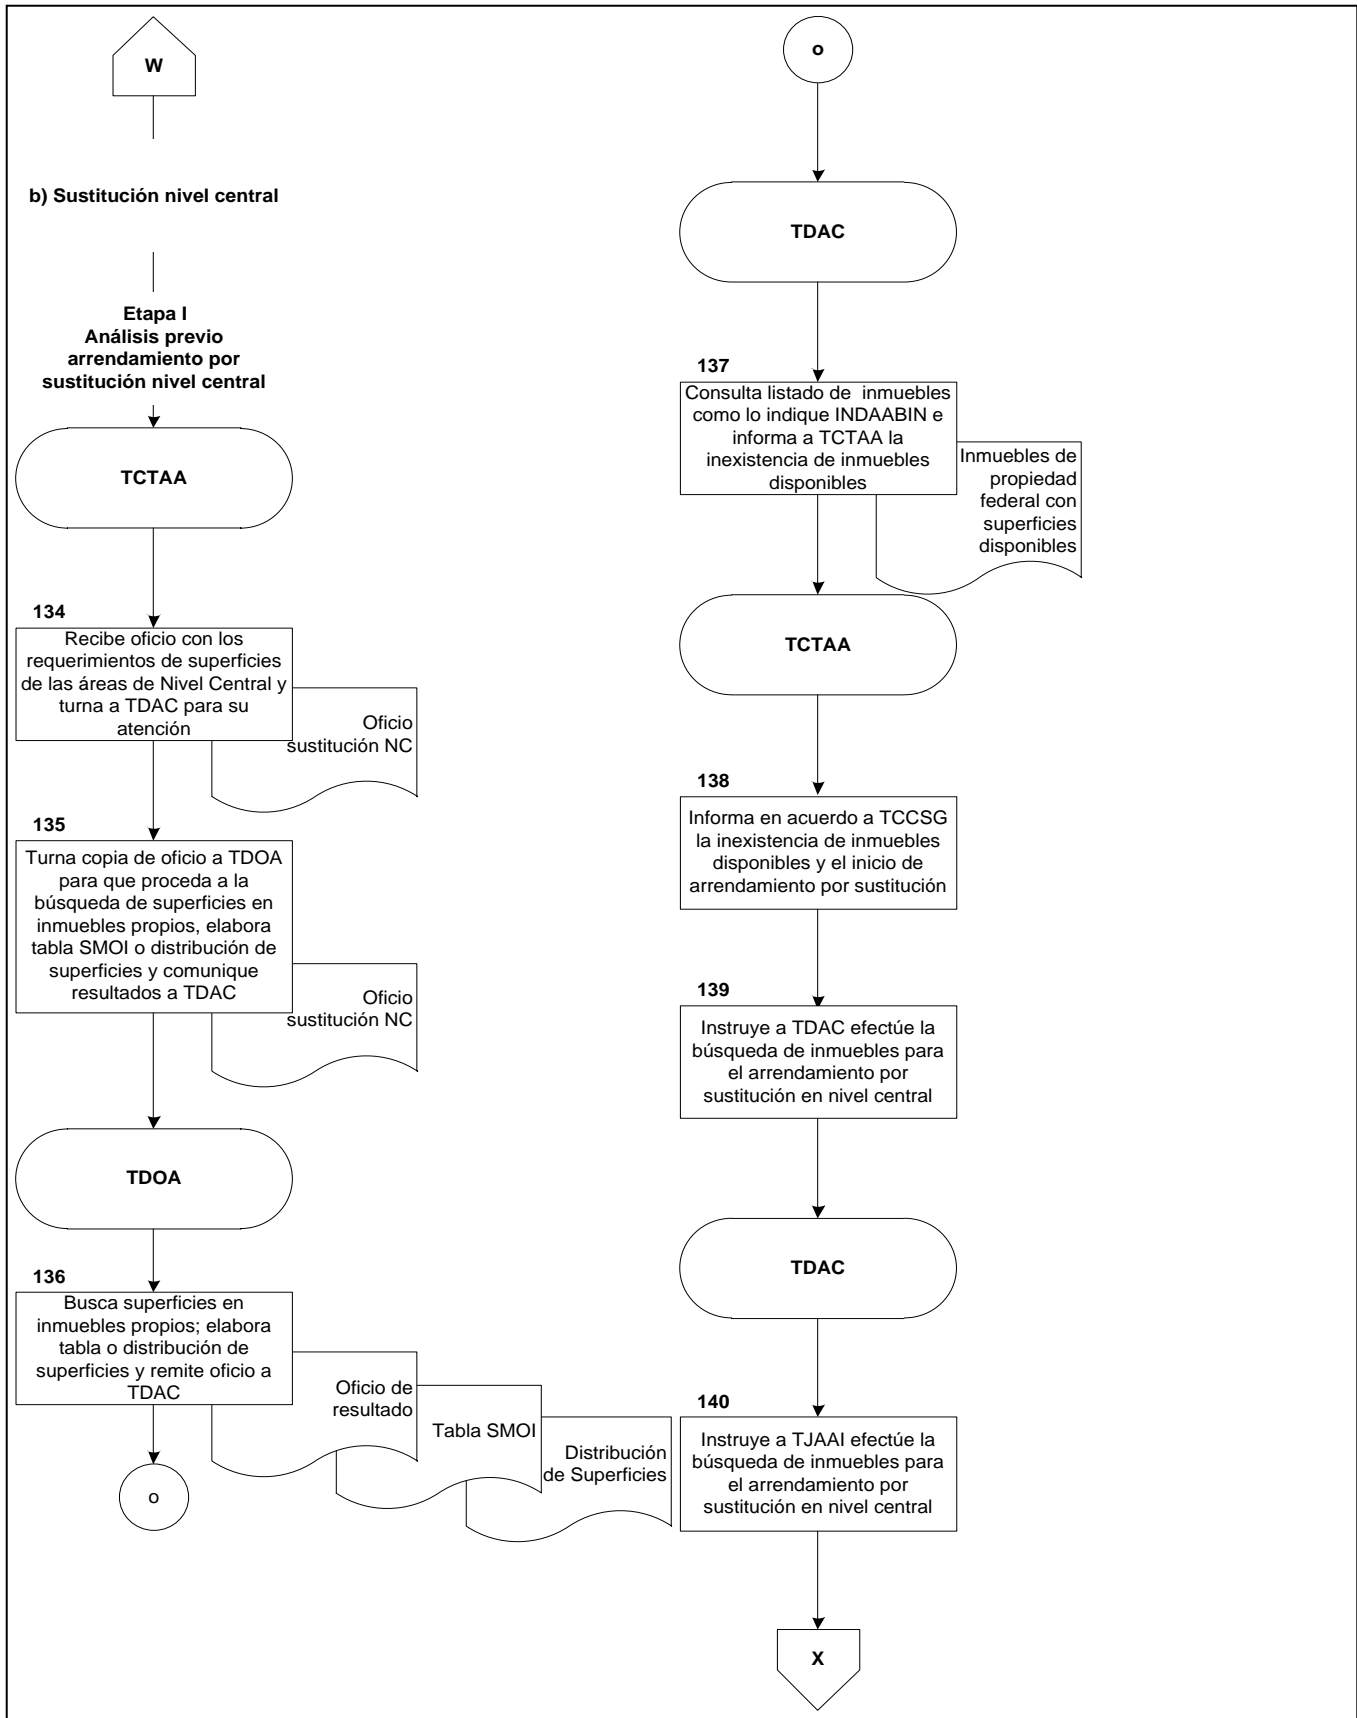 W
b) Sustitución nivel central
Etapa I
Análisis previo
arrendamiento por
sustitución nivel central
TCTAA
134
Recibe oficio con los
requerimientos de superficies
de las áreas de Nivel Central y
turna a TDAC para su
atención
Oficio
sustitución NC
135
Turna copia de oficio a TDOA
para que proceda a la
búsqueda de superficies en
inmuebles propios, elabora
tabla SMOI o distribución de
superficies y comunique
resultados a TDAC
Oficio
sustitución NC
TDOA
136
Busca superficies en
inmuebles propios; elabora
tabla o distribución de
superficies y remite oficio a
TDAC
Oficio de
resultado
Tabla SMOI
Distribución
de Superficies
o
o
TDAC
137
Consulta listado de inmuebles
como lo indique INDAABIN e
informa a TCTAA la
inexistencia de inmuebles
disponibles
Inmuebles de
propiedad
federal con
superficies
disponibles
TCTAA
138
Informa en acuerdo a TCCSG
la inexistencia de inmuebles
disponibles y el inicio de
arrendamiento por sustitución
139
Instruye a TDAC efectúe la
búsqueda de inmuebles para
el arrendamiento por
sustitución en nivel central
TDAC
140
Instruye a TJAAI efectúe la
búsqueda de inmuebles para
el arrendamiento por
sustitución en nivel central
X